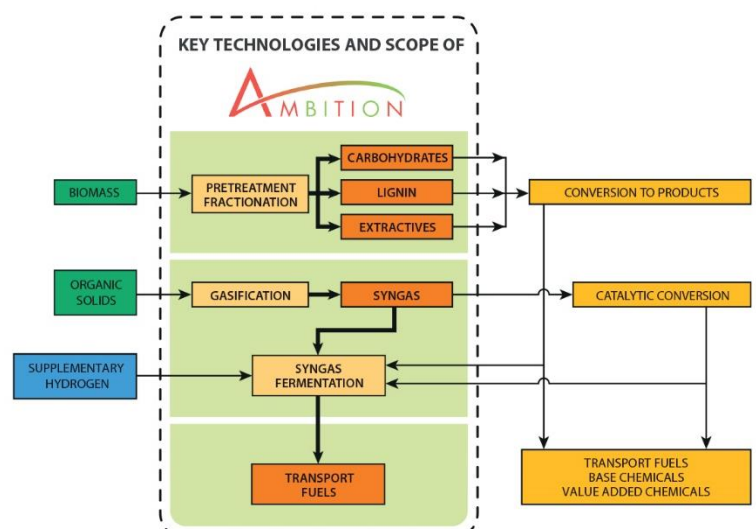 KEY TECHNOLOGIES AND SCOPE OF
AMBITION
BIOMASS
PRETREATMENT
FRACTIONATION
CARBOHYDRATES
LIGNIN
EXTRACTIVES
CONVERSION TO PRODUCTS
ORGANIC
SOLIDS
GASIFICATION
SYNGAS
CATALYTIC CONVERSION
SUPPLEMENTARY
HYDROGEN
SYNGAS
FERMENTATION
TRANSPORT
FUELS
TRANSPORT FUELS
BASE CHEMICALS
VALUE ADDED CHEMICALS